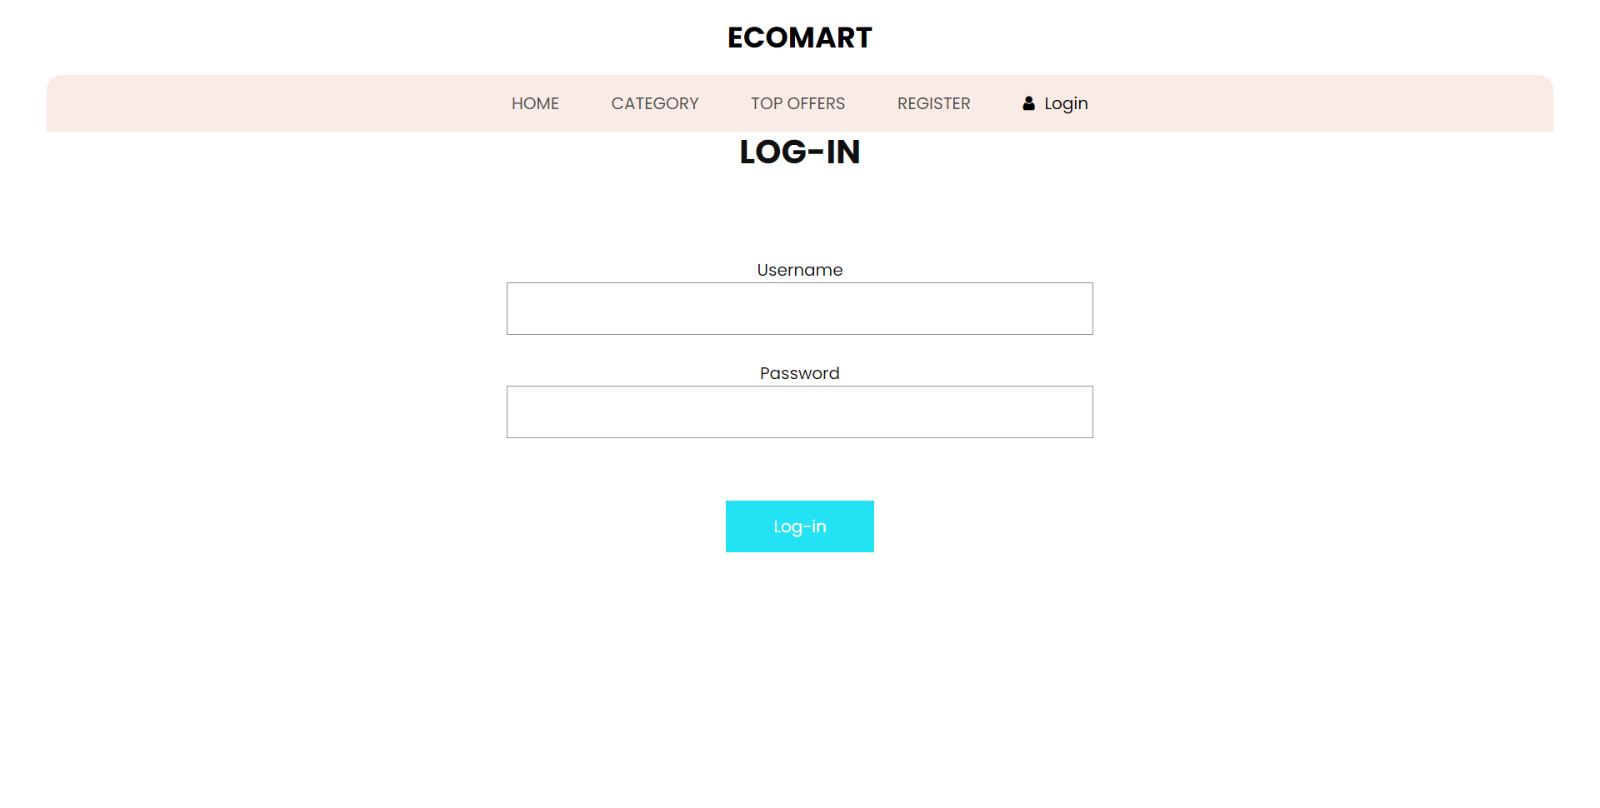 ECOMART
HOME CATEGORY TOP OFFERS REGISTER Login
LOG-IN
Username
Password
Log-in